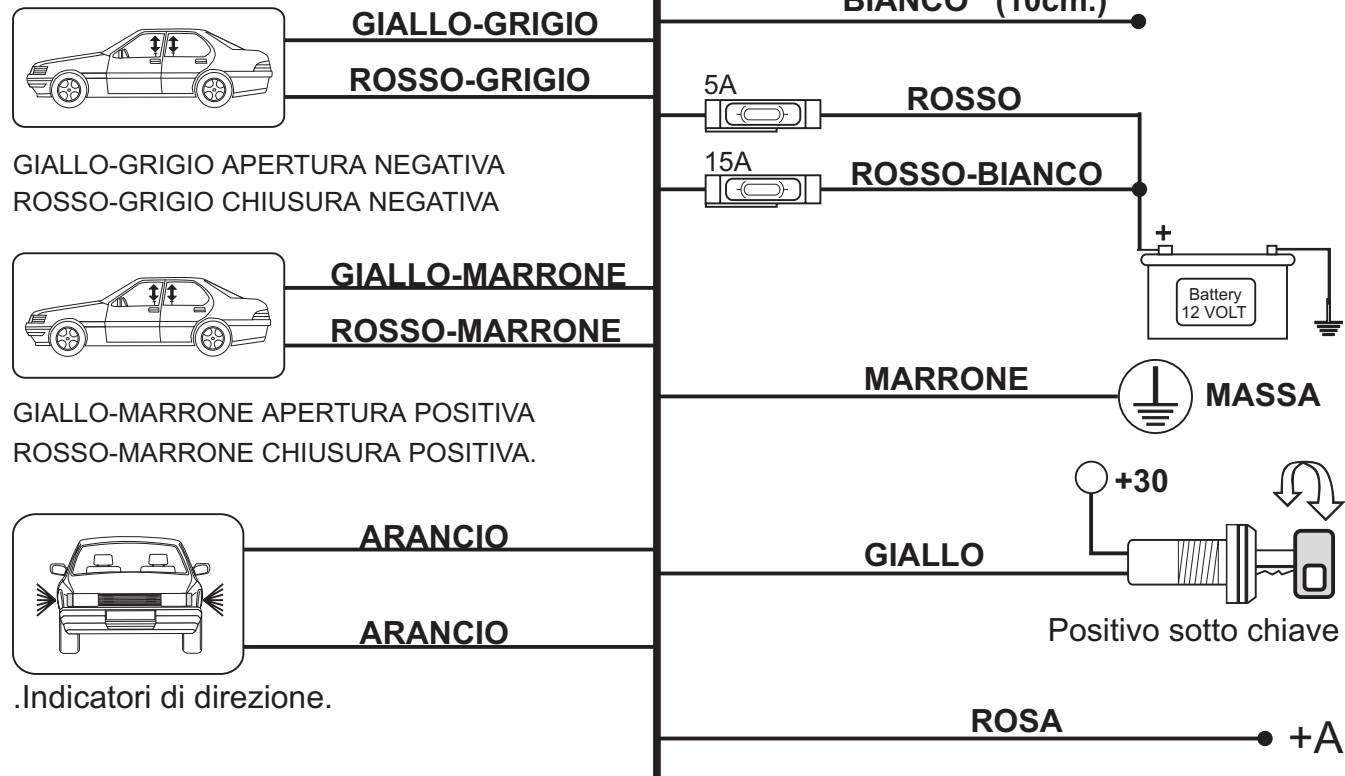 GIALLO-GRIGIO
ROSSO-GRIGIO
GIALLO-GRIGIO APERTURA NEGATIVA
ROSSO-GRIGIO CHIUSURA NEGATIVA
GIALLO-MARRONE
ROSSO-MARRONE
GIALLO-MARRONE APERTURA POSITIVA
ROSSO-MARRONE CHIUSURA POSITIVA.
ARANCIO
ARANCIO
.Indicatori di direzione.
BIANCO (10cm.)
5A
ROSSO
15A
ROSSO-BIANCO
+
Battery
12 VOLT
MARRONE
MASSA
+30
GIALLO
Positivo sotto chiave
ROSA
+A